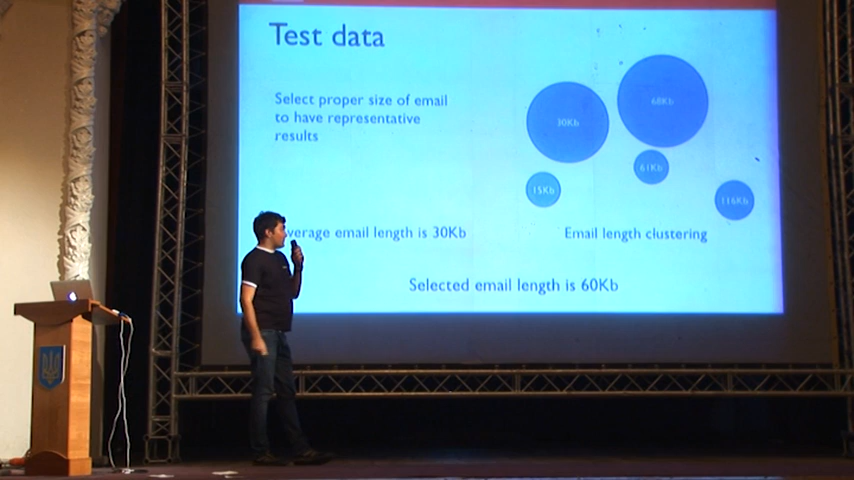 Test data
Select proper size of email
to have representative
results
30Kb
68Kb
61Kb
15Kb
116Kb
verage email length is 30Kb
Email length clustering
Selected email length is 60Kb